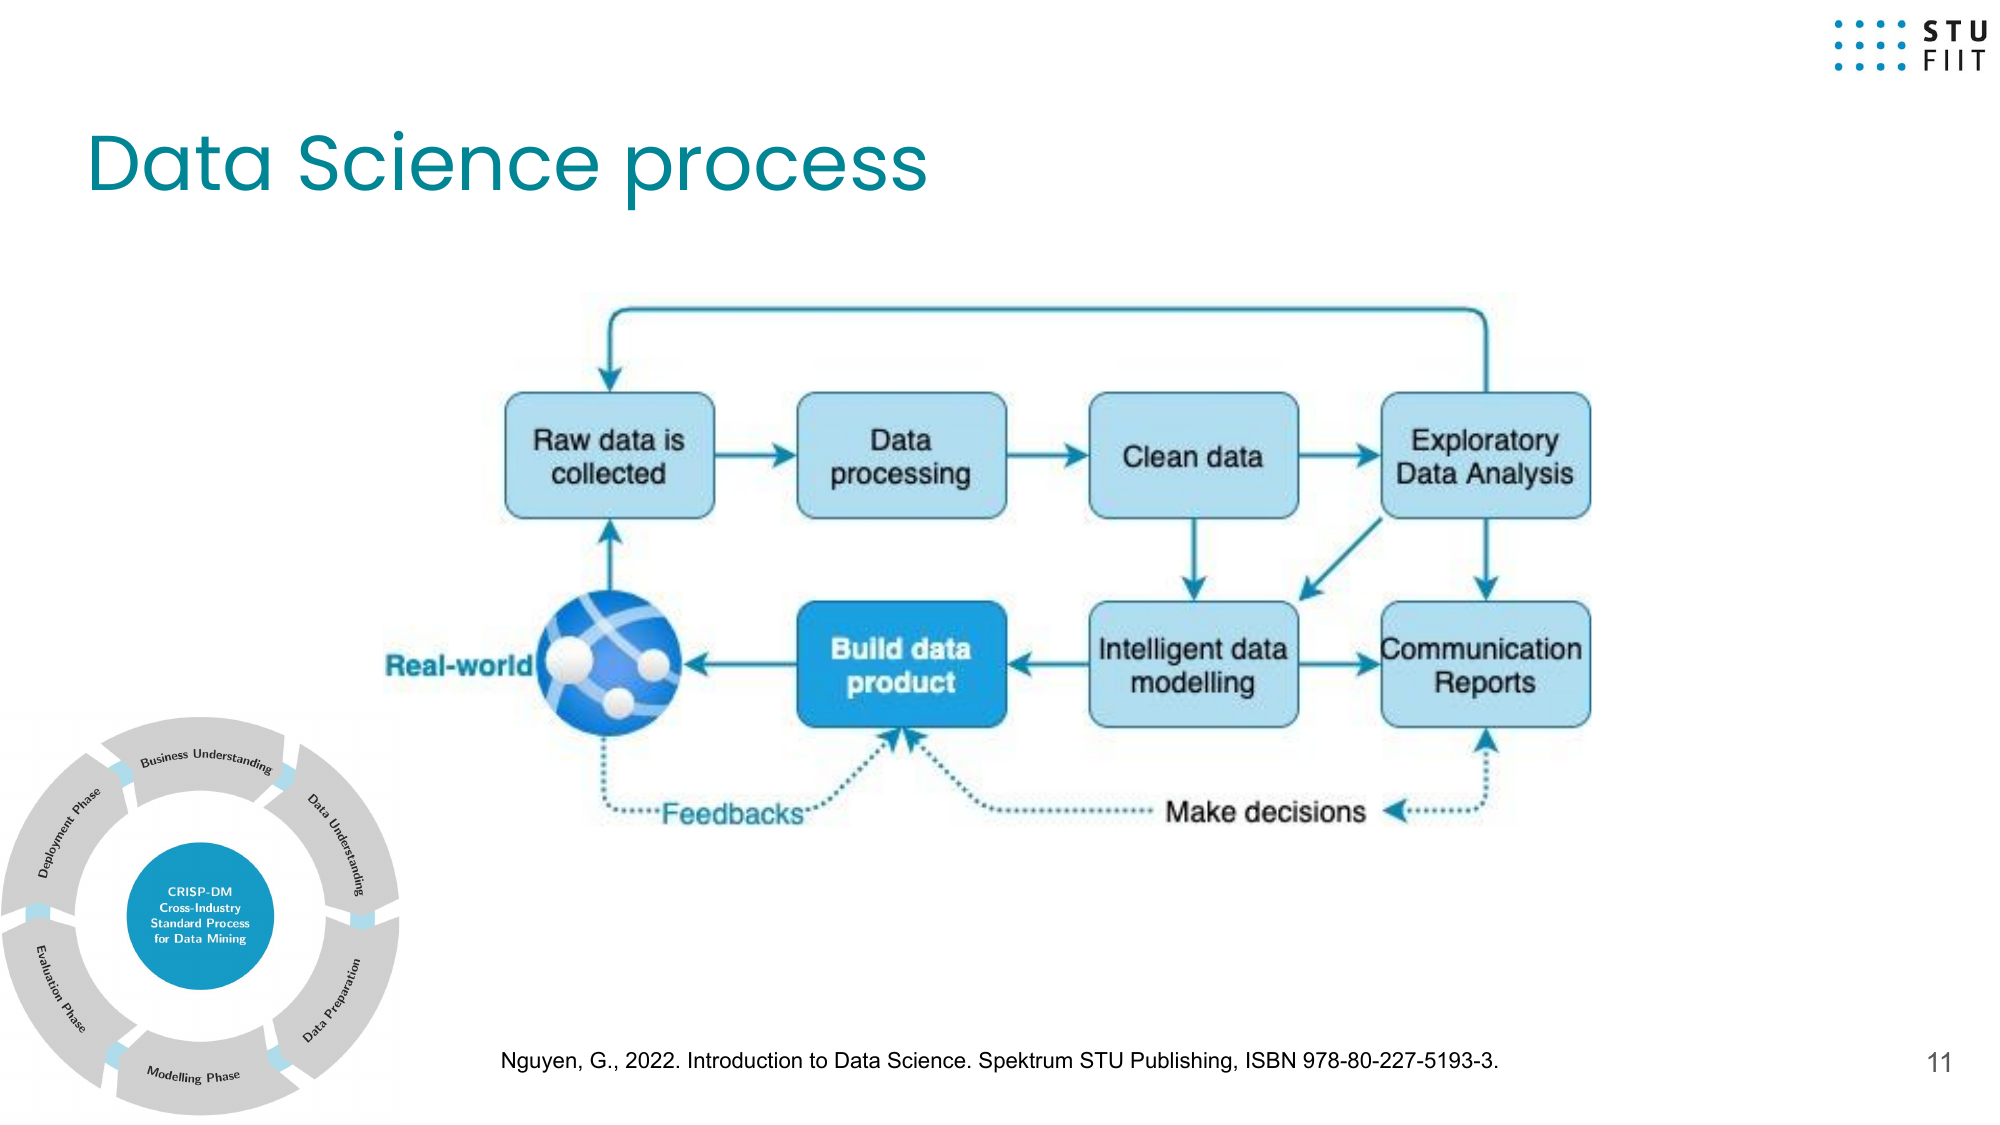 STU
FIIT
Data Science process
Raw data is
collected
Data
processing
Clean data
Exploratory
Data Analysis
Real-world
Build data
product
Intelligent data
modelling
Communication
Reports
Feedbacks
Make decisions
Business Understanding
Data Understanding
Data Preparation
Modelling Phase
Evaluation Phase
Deployment Phase
CRISP-DM
Cross-Industry
Standard Process
for Data Mining
Nguyen, G., 2022. Introduction to Data Science. Spektrum STU Publishing, ISBN 978-80-227-5193-3.
11